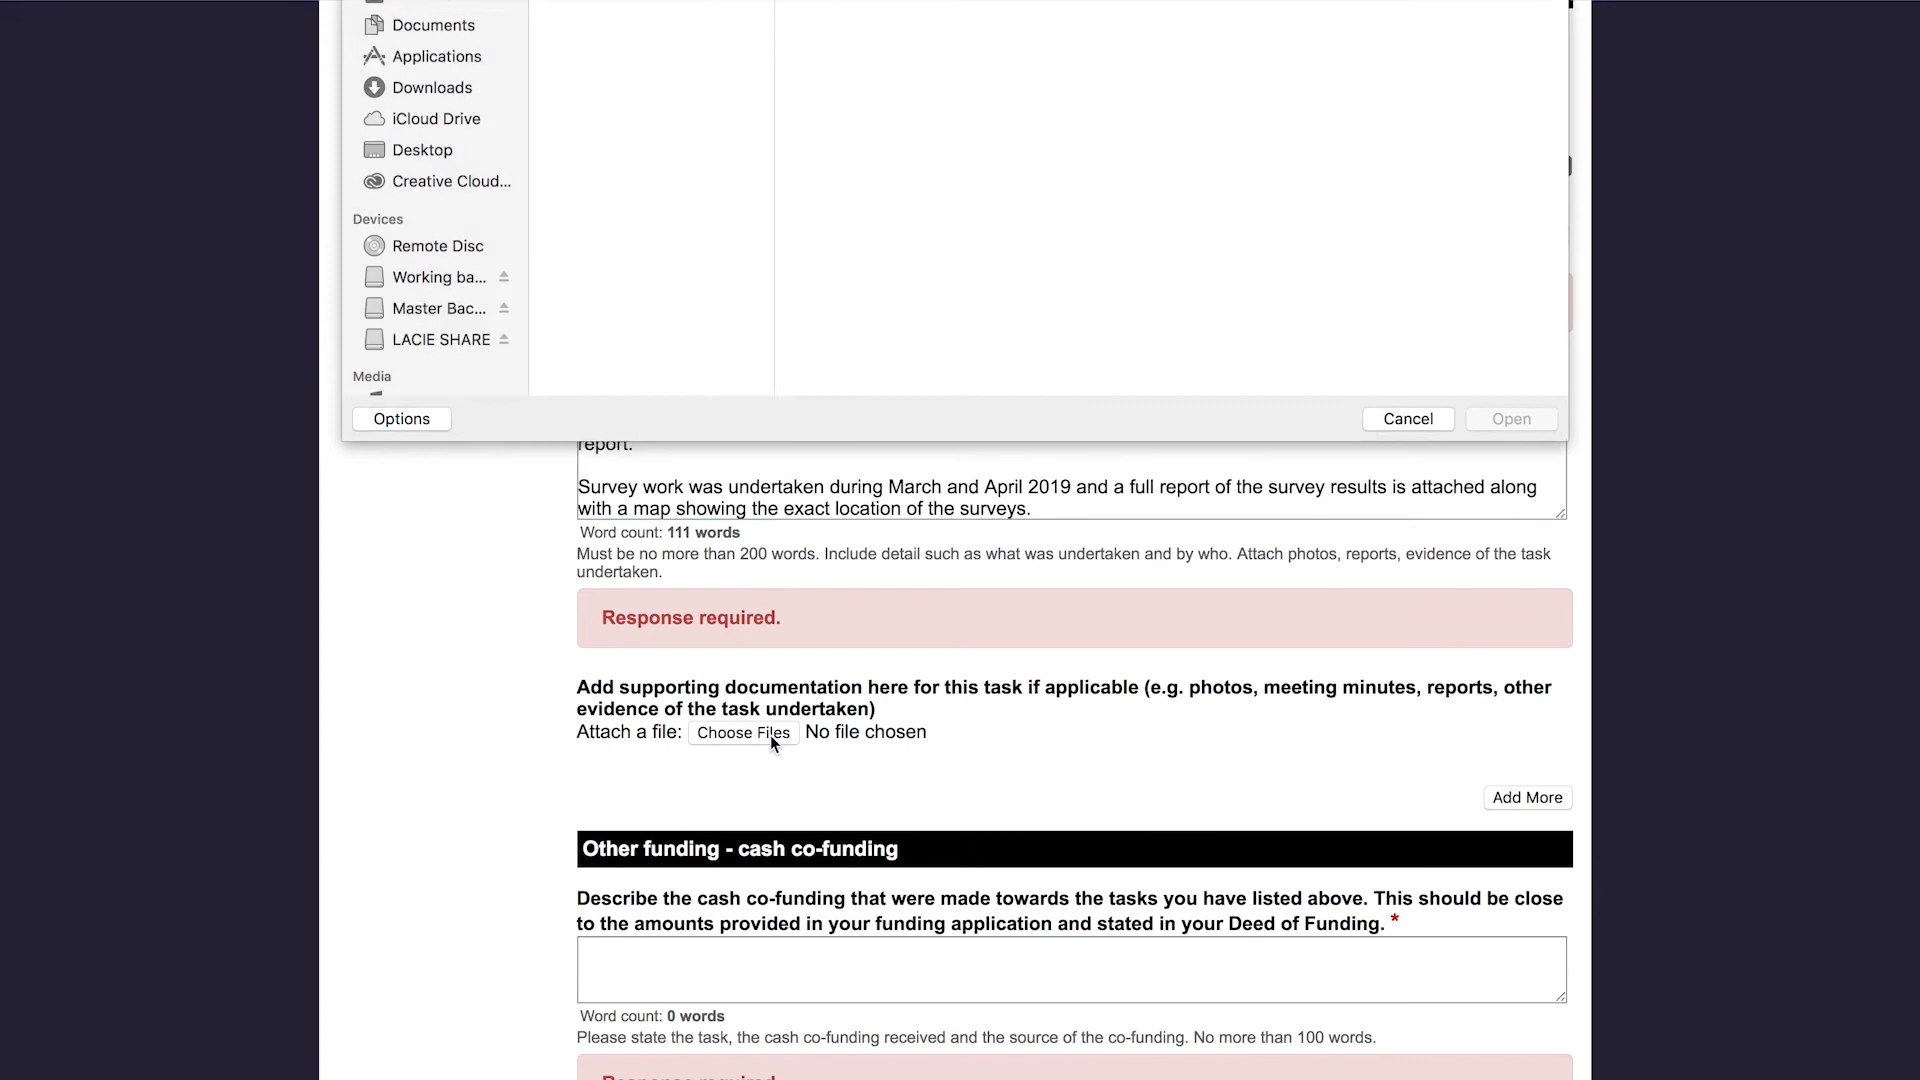 Documents
Applications
Downloads
iCloud Drive
Desktop
Creative Cloud...
Devices
Remote Disc
Working ba...
Master Bac...
LACIE SHARE
Media
Options
Cancel
Open
report.
Survey work was undertaken during March and April 2019 and a full report of the survey results is attached along
with a map showing the exact location of the surveys.
Word count: 111 words
Must be no more than 200 words. Include detail such as what was undertaken and by who. Attach photos, reports, evidence of the task
undertaken.
Response required.
Add supporting documentation here for this task if applicable (e.g. photos, meeting minutes, reports, other
evidence of the task undertaken)
Attach a file: Choose Files No file chosen
Add More
Other funding - cash co-funding
Describe the cash co-funding that were made towards the tasks you have listed above. This should be close
to the amounts provided in your funding application and stated in your Deed of Funding. *
Word count: 0 words
Please state the task, the cash co-funding received and the source of the co-funding. No more than 100 words.
Response required.